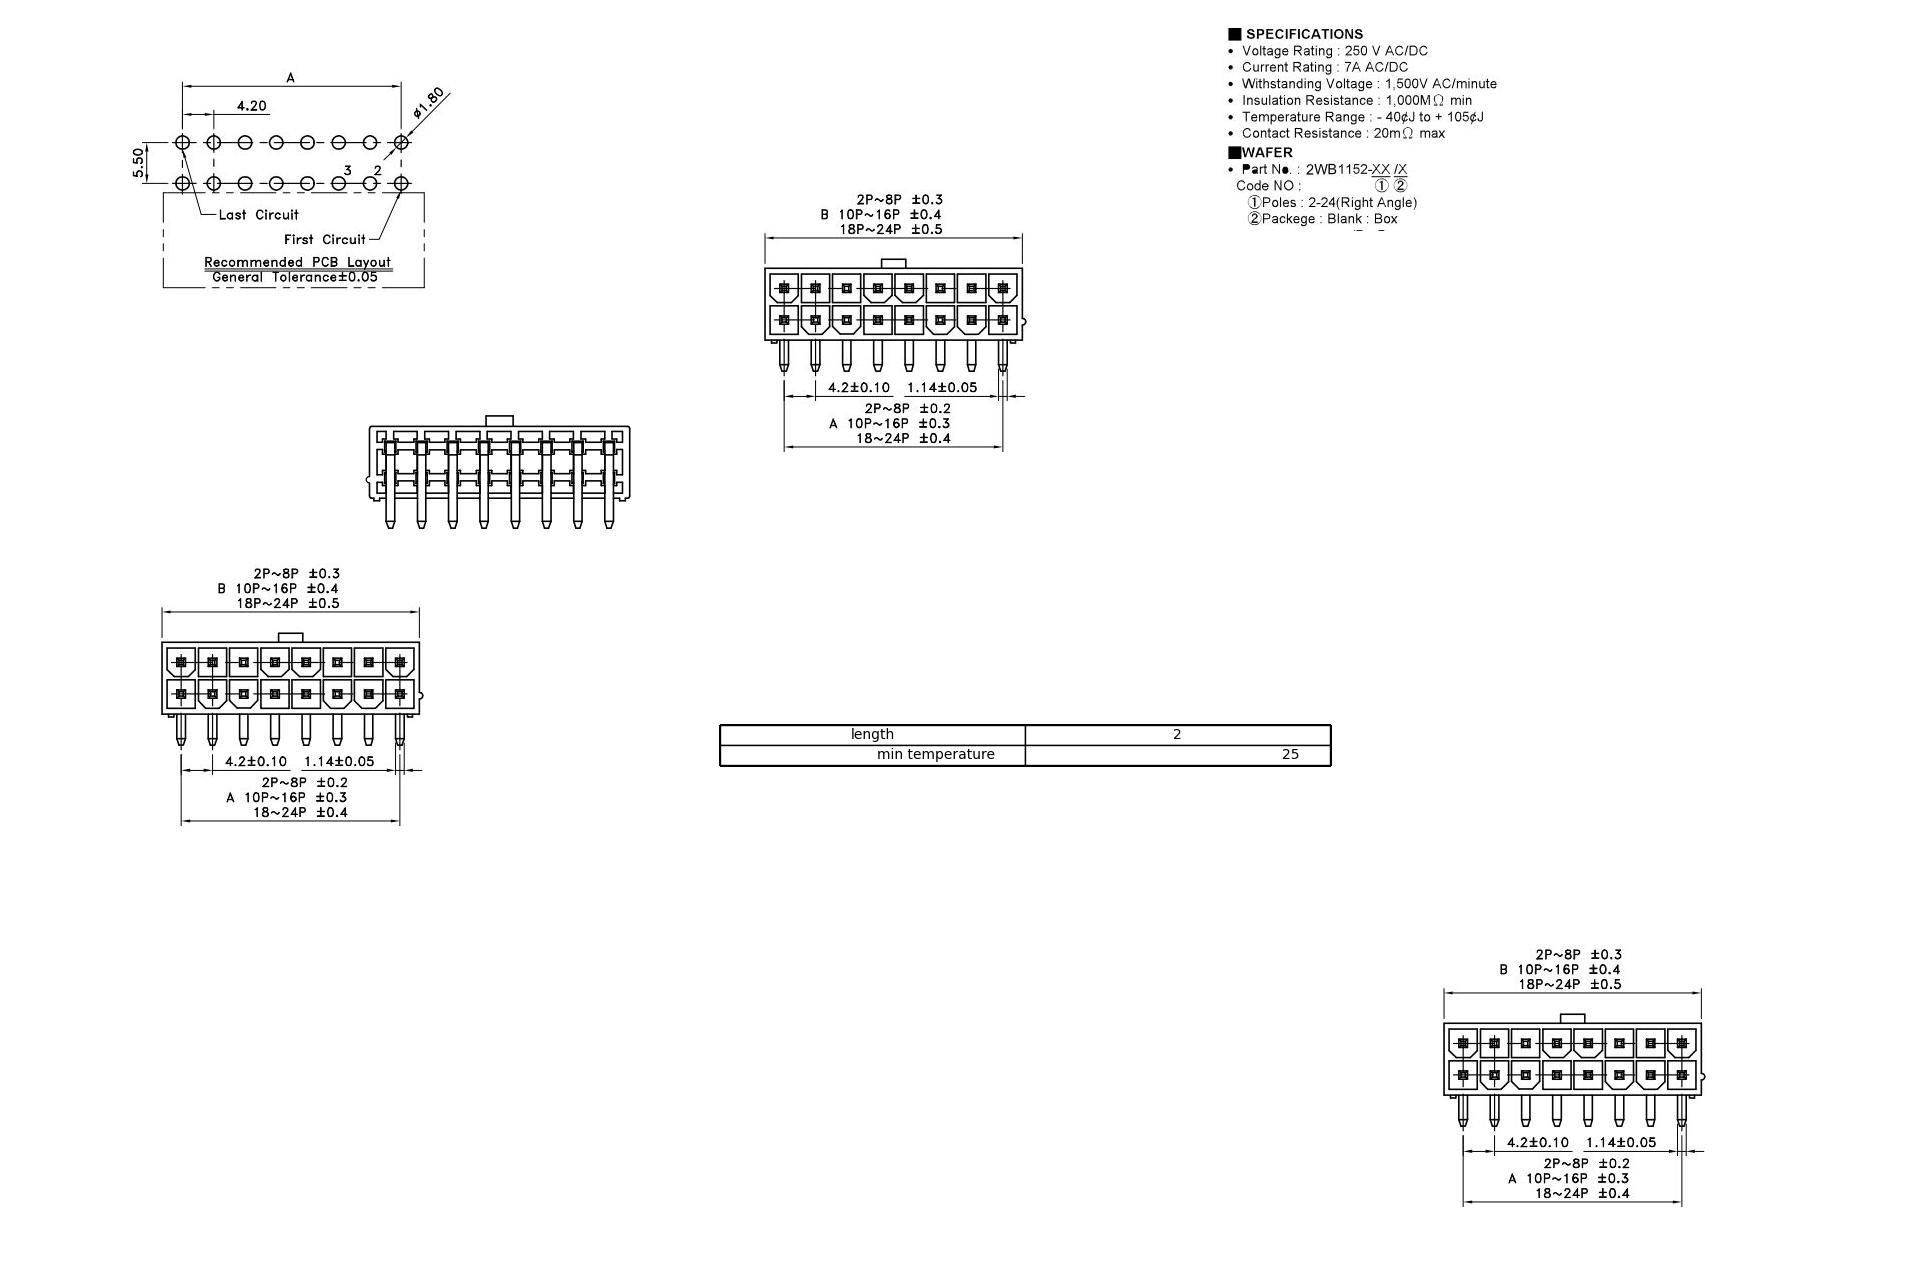 A
4.20
ø1.80
5.50
3 2
Last Circuit
First Circuit
Recommended PCB Layout
General Tolerance±0.05
■ SPECIFICATIONS
• Voltage Rating : 250 V AC/DC
• Current Rating : 7A AC/DC
• Withstanding Voltage : 1,500V AC/minute
• Insulation Resistance : 1,000MΩ min
• Temperature Range : - 40¢J to + 105¢J
• Contact Resistance : 20mΩ max
■WAFER
• Part No. : 2WB1152-XX /X
Code NO : ① ②
①Poles : 2-24(Right Angle)
②Packege : Blank : Box
2P~8P ±0.3
B 10P~16P ±0.4
18P~24P ±0.5
4.2±0.10 1.14±0.05
2P~8P ±0.2
A 10P~16P ±0.3
18~24P ±0.4
2P~8P ±0.3
B 10P~16P ±0.4
18P~24P ±0.5
4.2±0.10 1.14±0.05
2P~8P ±0.2
A 10P~16P ±0.3
18~24P ±0.4
length 2
min temperature 25
2P~8P ±0.3
B 10P~16P ±0.4
18P~24P ±0.5
4.2±0.10 1.14±0.05
2P~8P ±0.2
A 10P~16P ±0.3
18~24P ±0.4